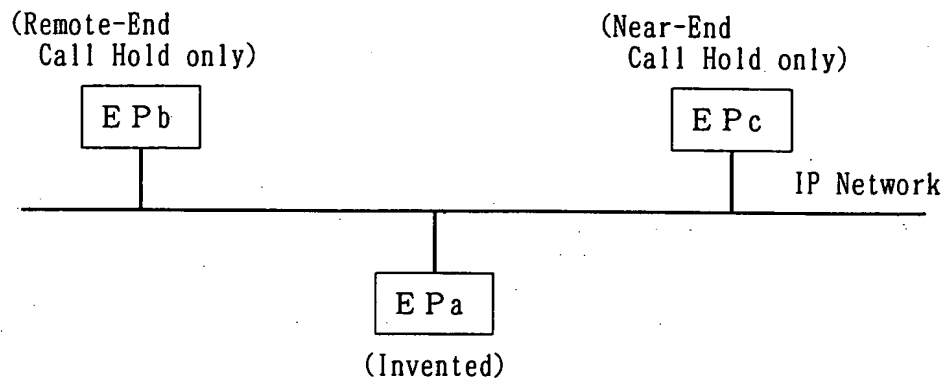 (Remote-End
Call Hold only)
(Near-End
Call Hold only)
EPb
EPc
IP Network
EPa
(Invented)